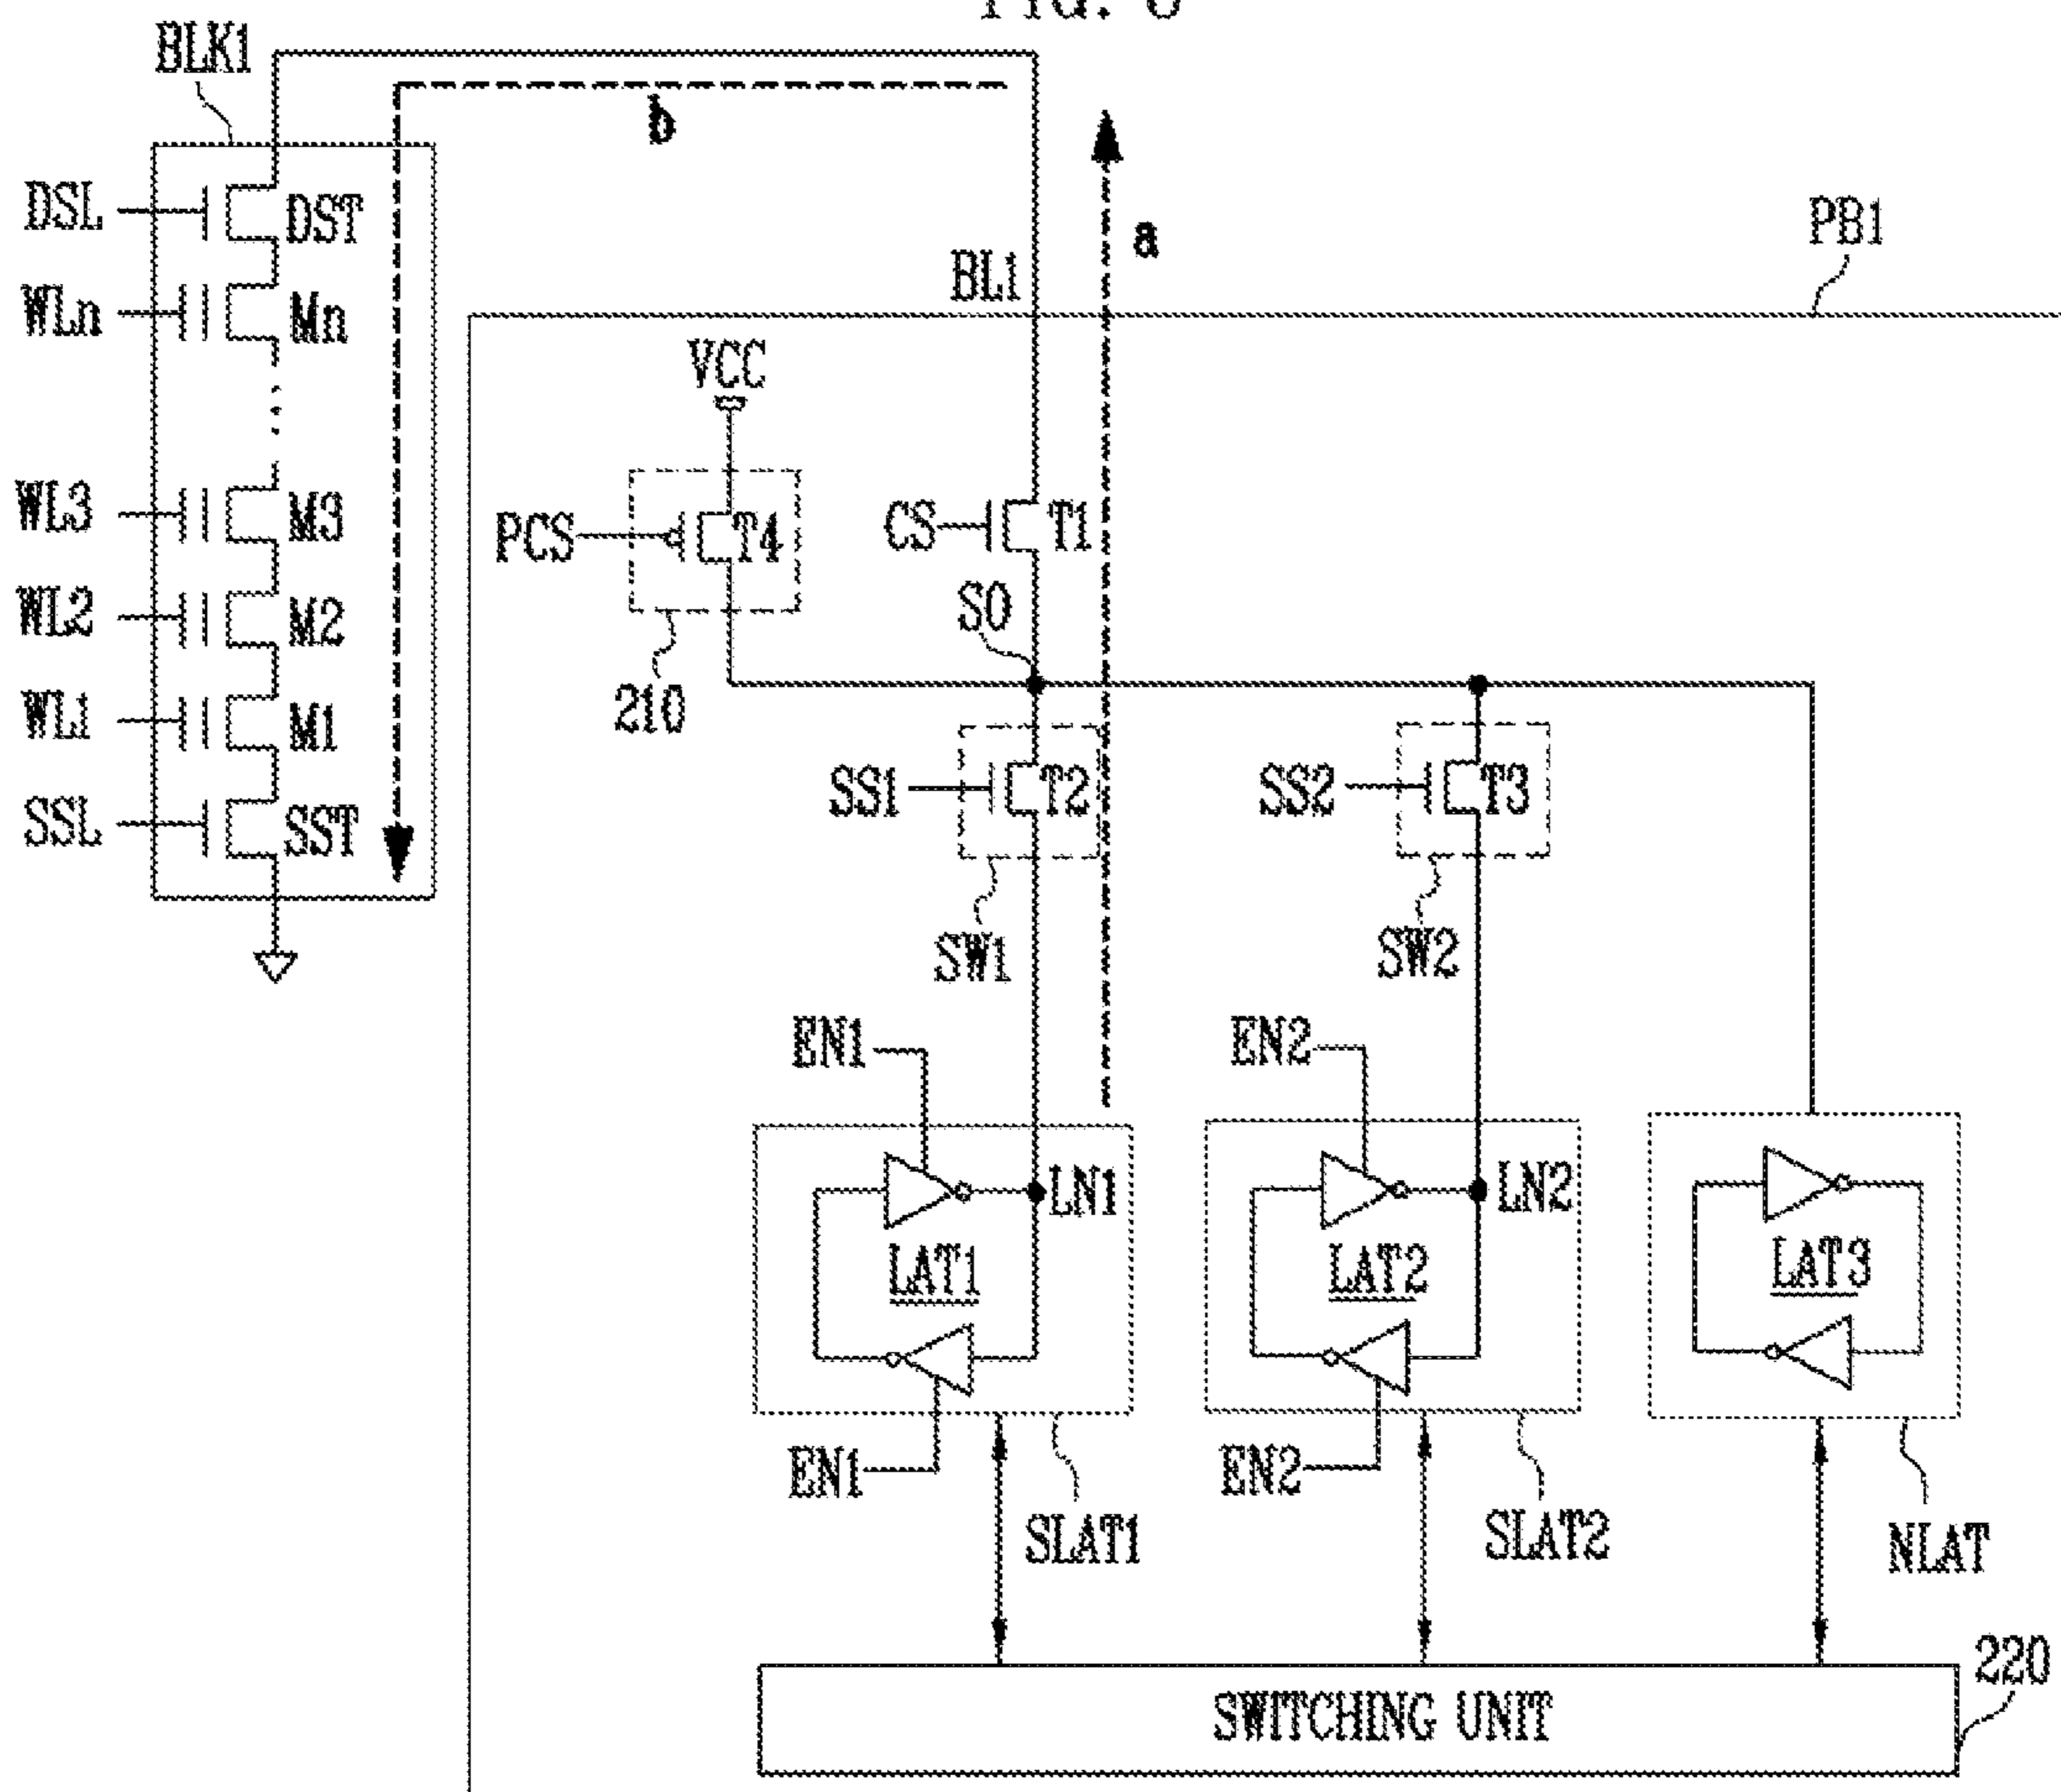 BLK1
b
DSL
DST
a
PB1
BL1
WLn
Mn
VCC
WL3
M3
PCS
T4
CS
T1
SO
WL2
M2
210
WL1
M1
SS1
T2
SS2
T3
SSL
SST
SW1
SW2
EN1
EN2
LN1
LN2
LAT1
LAT2
LAT3
EN1
EN2
SLAT1
SLAT2
NLAT
220
SWITCHING UNIT